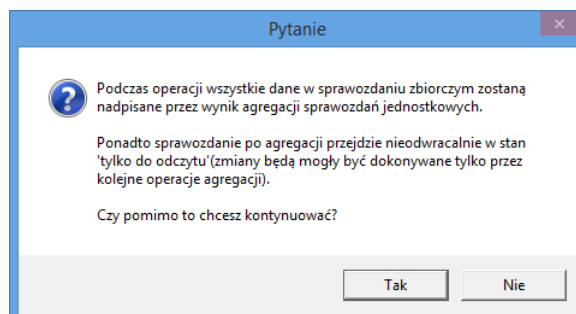 Pytanie
Podczas operacji wszystkie dane w sprawozdaniu zbiorczym zostaną
nadpisane przez wynik agregacji sprawozdań jednostkowych.
Ponadto sprawozdanie po agregacji przejdzie nieodwracalnie w stan
'tylko do odczytu'(zmiany będą mogły być dokonywane tylko przez
kolejne operacje agregacji).
Czy pomimo to chcesz kontynuować?
Tak
Nie